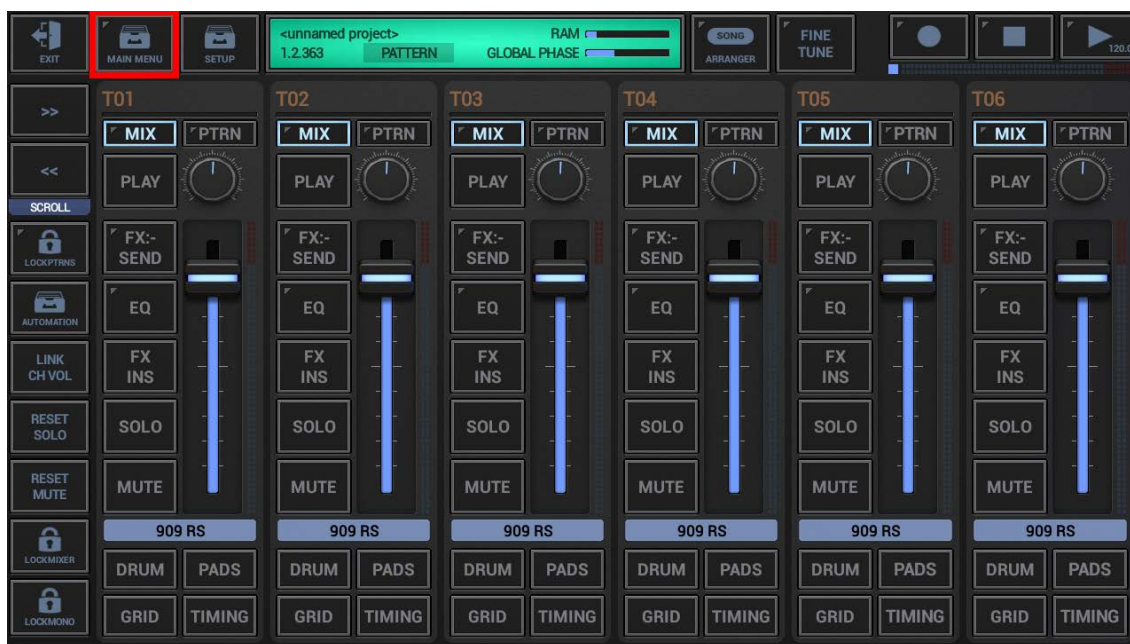 EXIT
MAIN MENU
SETUP
<unnamed project> RAM
1.2.363 PATTERN GLOBAL PHASE
SONG
ARRANGER
FINE
TUNE
120.0
>>
<<
SCROLL
LOCKPTRNS
AUTOMATION
LINK
CH VOL
RESET
SOLO
RESET
MUTE
LOCKMIXER
LOCKMONO
T01
MIX PTRN
PLAY
FX:-
SEND
EQ
FX
INS
SOLO
MUTE
909 RS
DRUM PADS
GRID TIMING
T02
MIX PTRN
PLAY
FX:-
SEND
EQ
FX
INS
SOLO
MUTE
909 RS
DRUM PADS
GRID TIMING
T03
MIX PTRN
PLAY
FX:-
SEND
EQ
FX
INS
SOLO
MUTE
909 RS
DRUM PADS
GRID TIMING
T04
MIX PTRN
PLAY
FX:-
SEND
EQ
FX
INS
SOLO
MUTE
909 RS
DRUM PADS
GRID TIMING
T05
MIX PTRN
PLAY
FX:-
SEND
EQ
FX
INS
SOLO
MUTE
909 RS
DRUM PADS
GRID TIMING
T06
MIX PTRN
PLAY
FX:-
SEND
EQ
FX
INS
SOLO
MUTE
909 RS
DRUM PADS
GRID TIMING